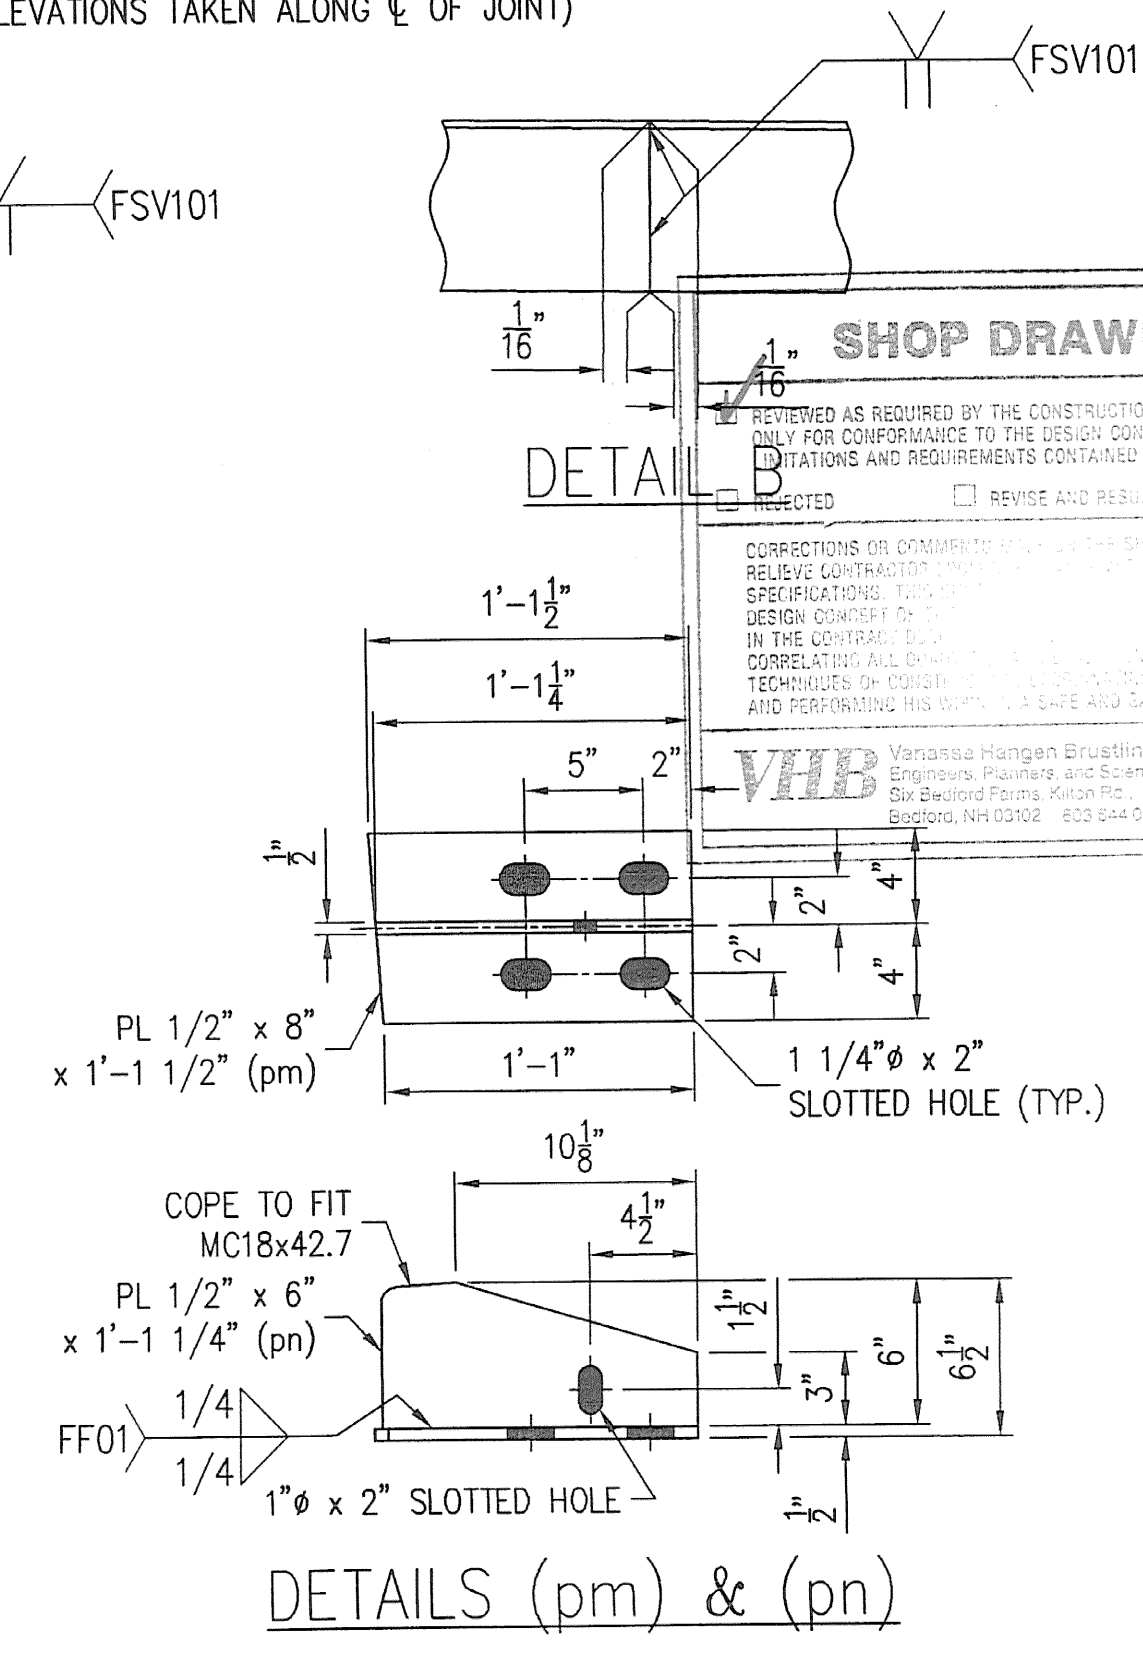 LEVATIONS TAKEN ALONG ℄ OF JOINT)
FSV101
FSV101
1/16"
1/16"
SHOP DRAW
REVIEWED AS REQUIRED BY THE CONSTRUCTIO
ONLY FOR CONFORMANCE TO THE DESIGN CON
LIMITATIONS AND REQUIREMENTS CONTAINED
DETAIL B
REJECTED
REVISE AND RESU
CORRECTIONS OR COMMENTS
RELIEVE CONTRACTOR
SPECIFICATIONS.
DESIGN CONCEPT OF
IN THE CONTRACT
CORRELATING ALL
TECHNIQUES OF
AND PERFORMING HIS A SAFE AND
VHB
Vanasse Hangen Brustlin
Engineers, Planners, and Scien
Six Bedford Farms, Kilton Rd.,
Bedford, NH 03102 603 644 0
1'-1 1/2"
1'-1 1/4"
5"
2"
1/2"
2"
4"
2"
4"
PL 1/2" x 8"
x 1'-1 1/2" (pm)
1'-1"
1 1/4"ø x 2"
SLOTTED HOLE (TYP.)
10 1/8"
COPE TO FIT
MC18x42.7
4 1/2"
PL 1/2" x 6"
x 1'-1 1/4" (pn)
1 1/2"
3"
6"
6 1/2"
FF01
1/4
1/4
1"ø x 2" SLOTTED HOLE
1/2"
DETAILS (pm) & (pn)